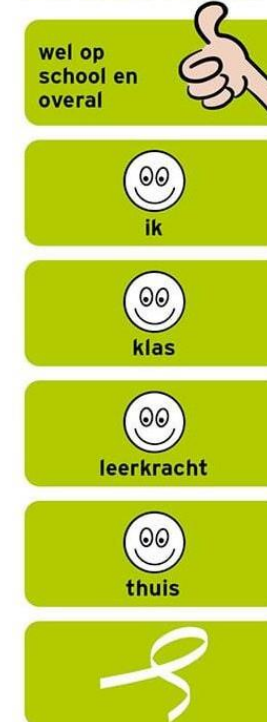 wel op
school en
overal
ik
klas
leerkracht
thuis